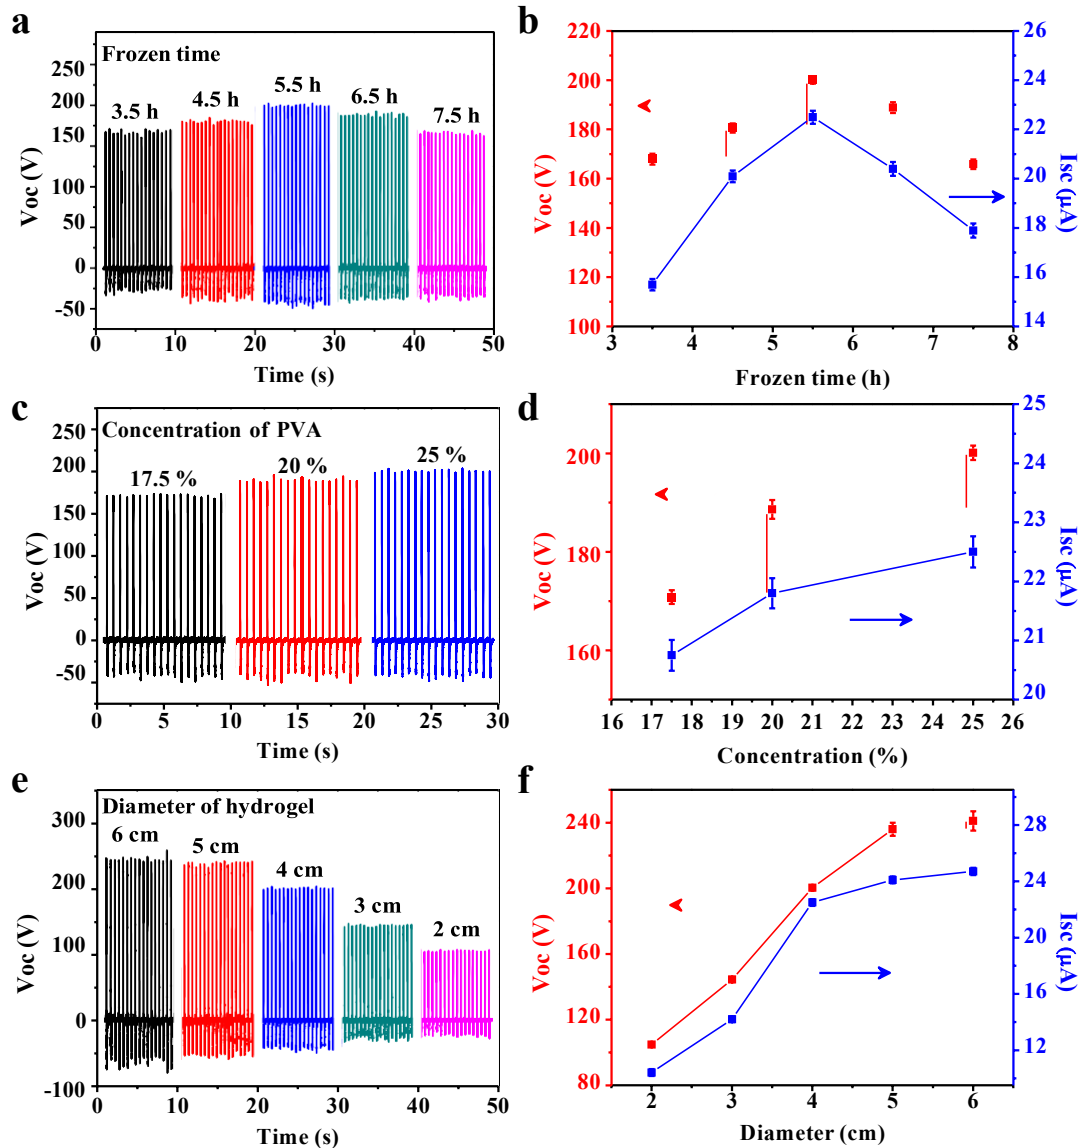 a
Frozen time
3.5 h 4.5 h 5.5 h 6.5 h 7.5 h
250
200
150
100
50
0
-50
Voc (V)
0 10 20 30 40 50
Time (s)
b
220
200
180
160
140
120
100
Voc (V)
26
24
22
20
18
16
14
Isc (µA)
3 4 5 6 7 8
Frozen time (h)
c
Concentration of PVA
17.5 % 20 % 25 %
250
200
150
100
50
0
-50
Voc (V)
0 10 15 20 25 30
Time (s)
d
200
180
160
Voc (V)
25
24
23
22
21
20
Isc (µA)
16 17 18 19 20 21 22 23 24 25 26
Concentration (%)
e
Diameter of hydrogel
6 cm 5 cm 4 cm 3 cm 2 cm
300
200
100
0
-100
Voc (V)
0 10 20 30 40 50
Time (s)
f
240
200
160
120
80
Voc (V)
28
24
20
16
12
Isc (µA)
2 3 4 5 6
Diameter (cm)